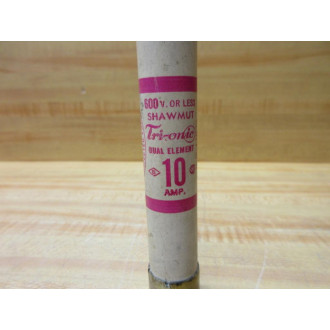 600 V. OR LESS
SHAWMUT
Tri-onic
DUAL ELEMENT
10
AMP.